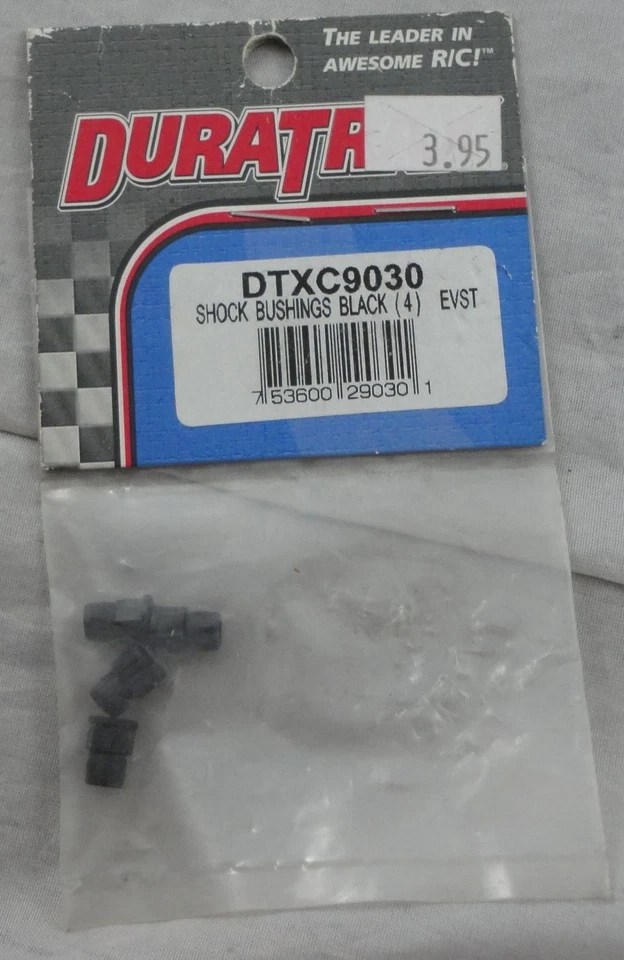 THE LEADER IN
AWESOME R/C!™
DURATR
3.95
DTXC9030
SHOCK BUSHINGS BLACK (4) EVST
7 53600 29030 1